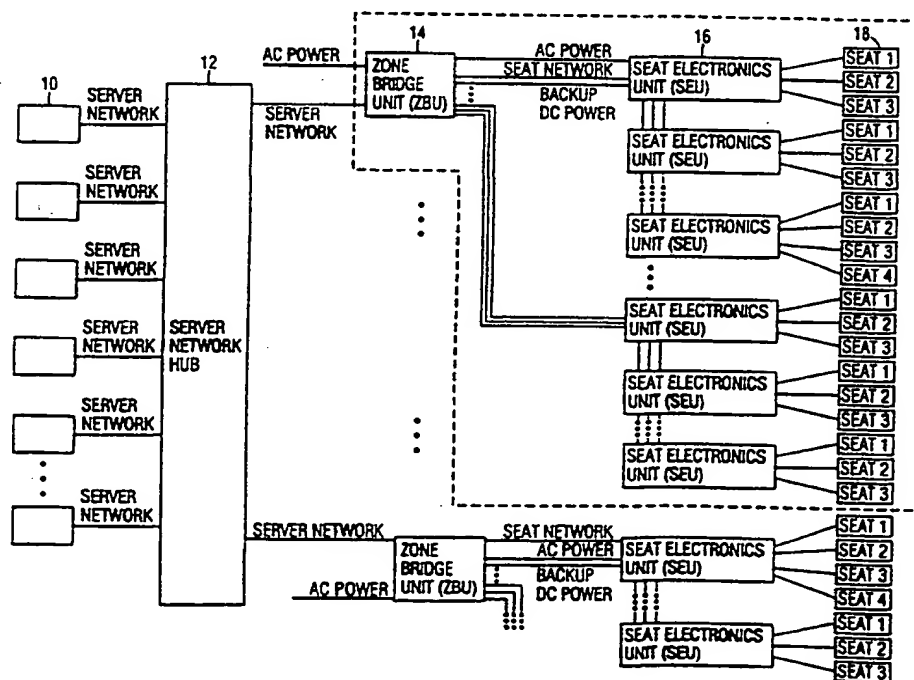 10
SERVER
NETWORK
SERVER
NETWORK
SERVER
NETWORK
SERVER
NETWORK
SERVER
NETWORK
SERVER
NETWORK
12
SERVER
NETWORK
HUB
AC POWER
SERVER
NETWORK
14
ZONE
BRIDGE
UNIT (ZBU)
AC POWER
SEAT NETWORK
BACKUP
DC POWER
16
SEAT ELECTRONICS
UNIT (SEU)
SEAT ELECTRONICS
UNIT (SEU)
SEAT ELECTRONICS
UNIT (SEU)
SEAT ELECTRONICS
UNIT (SEU)
SEAT ELECTRONICS
UNIT (SEU)
SEAT ELECTRONICS
UNIT (SEU)
18
SEAT 1
SEAT 2
SEAT 3
SEAT 1
SEAT 2
SEAT 3
SEAT 1
SEAT 2
SEAT 3
SEAT 4
SEAT 1
SEAT 2
SEAT 3
SEAT 1
SEAT 2
SEAT 3
SEAT 1
SEAT 2
SEAT 3
SERVER NETWORK
AC POWER
ZONE
BRIDGE
UNIT (ZBU)
SEAT NETWORK
AC POWER
BACKUP
DC POWER
SEAT ELECTRONICS
UNIT (SEU)
SEAT ELECTRONICS
UNIT (SEU)
SEAT 1
SEAT 2
SEAT 3
SEAT 4
SEAT 1
SEAT 2
SEAT 3